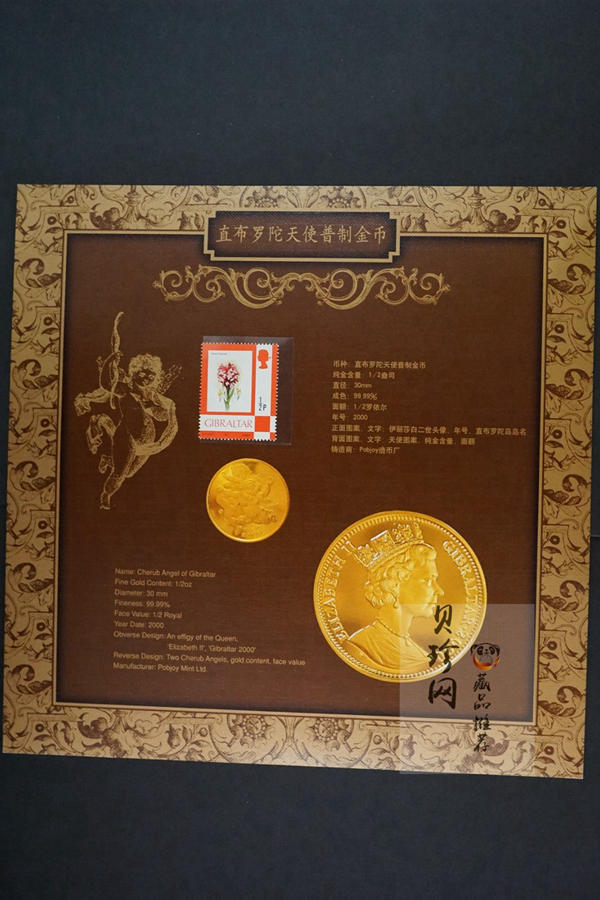 直布罗陀天使普制金币
½P
GIBRALTAR
币种：直布罗陀天使普制金币
纯金含量：1/2盎司
直径：30mm
成色：99.99%
面额：1/2罗依尔
年号：2000
正面图案、文字：伊丽莎白二世头像、年号、直布罗陀岛岛名
背面图案、文字 天使图案、纯金含量、面额
铸造商：Pobjoy造币厂
Name: Cherub Angel of Gibraltar
Fine Gold Content: 1/2oz
Diameter: 30 mm
Fineness: 99.99%
Face Value: 1/2 Royal
Year Date: 2000
Obverse Design: An effigy of the Queen,
'Elizabeth II', 'Gibraltar 2000'
Reverse Design: Two Cherub Angels, gold content, face value
Manufacturer: Pobjoy Mint Ltd.
ELIZABETH II GIBRALTAR
贝珍网
藏品推荐